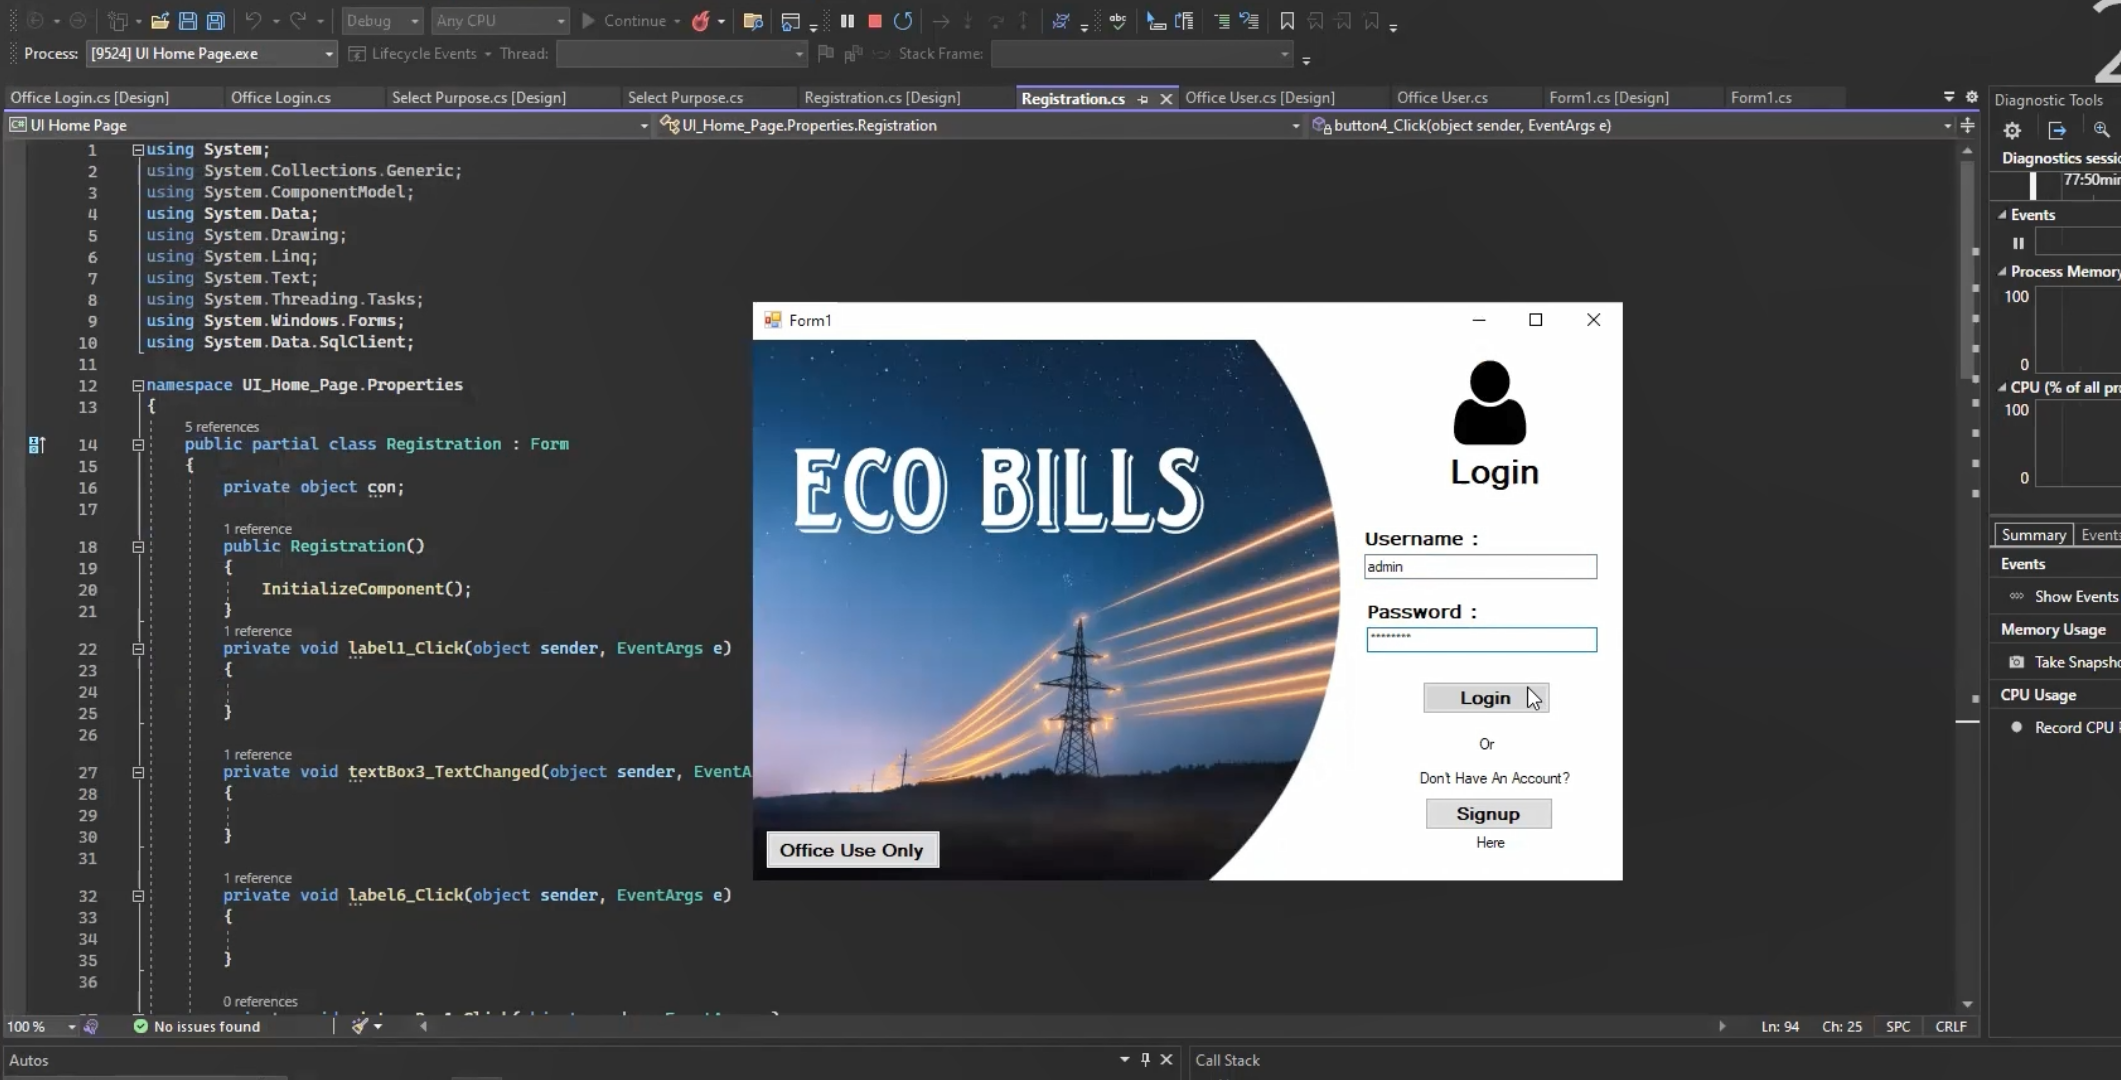 Debug Any CPU Continue
Process: [9524] UI Home Page.exe Lifecycle Events Thread: Stack Frame:
Office Login.cs [Design] Office Login.cs Select Purpose.cs [Design] Select Purpose.cs Registration.cs [Design] Registration.cs Office User.cs [Design] Office User.cs Form1.cs [Design] Form1.cs
UI Home Page UI_Home_Page.Properties.Registration button4_Click(object sender, EventArgs e)
1 using System;
2 using System.Collections.Generic;
3 using System.ComponentModel;
4 using System.Data;
5 using System.Drawing;
6 using System.Linq;
7 using System.Text;
8 using System.Threading.Tasks;
9 using System.Windows.Forms;
10 using System.Data.SqlClient;
11
12 namespace UI_Home_Page.Properties
13 {
5 references
14 public partial class Registration : Form
15 {
16 private object con;
17
1 reference
18 public Registration()
19 {
20 InitializeComponent();
21 }
1 reference
22 private void label1_Click(object sender, EventArgs e)
23 {
24
25 }
26
1 reference
27 private void textBox3_TextChanged(object sender, EventA
28 {
29
30 }
31
1 reference
32 private void label6_Click(object sender, EventArgs e)
33 {
34
35 }
36
0 references
100 % No issues found Ln: 94 Ch: 25 SPC CRLF
Autos
Call Stack
Form1
ECO BILLS
Office Use Only
Login
Username :
admin
Password :
********
Login
Or
Don't Have An Account?
Signup
Here
Diagnostic Tools
Diagnostics sessi
77:50min
Events
Process Memory
100
0
CPU (% of all pro
100
0
Summary Events
Events
Show Events
Memory Usage
Take Snapsho
CPU Usage
Record CPU